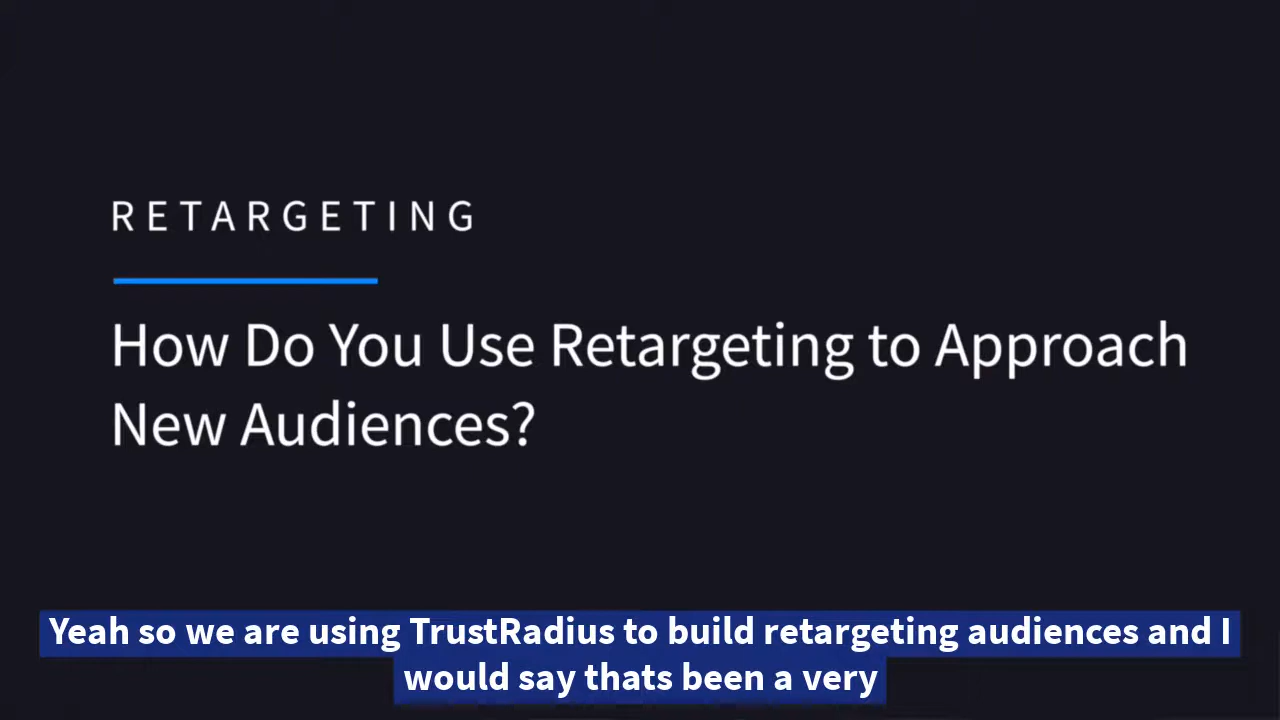 RETARGETING
How Do You Use Retargeting to Approach
New Audiences?
Yeah so we are using TrustRadius to build retargeting audiences and I
would say thats been a very